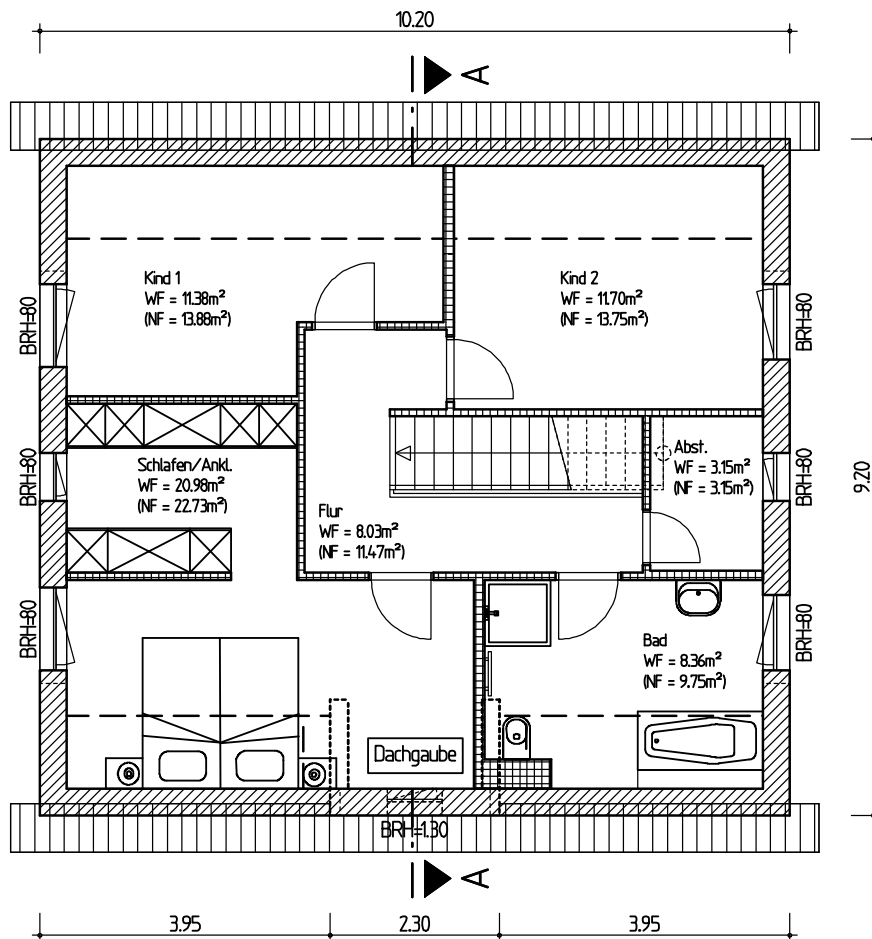 10.20
A
Kind 1
WF = 11.38m²
(NF = 13.88m²)
Kind 2
WF = 11.70m²
(NF = 13.75m²)
BRH=80
BRH=80
Schlafen/Ankl.
WF = 20.98m²
(NF = 22.73m²)
Abst.
WF = 3.15m²
(NF = 3.15m²)
BRH=80
BRH=80
9.20
Flur
WF = 8.03m²
(NF = 11.47m²)
BRH=80
BRH=80
Bad
WF = 8.36m²
(NF = 9.75m²)
Dachgaube
BRH=1.30
A
3.95
2.30
3.95